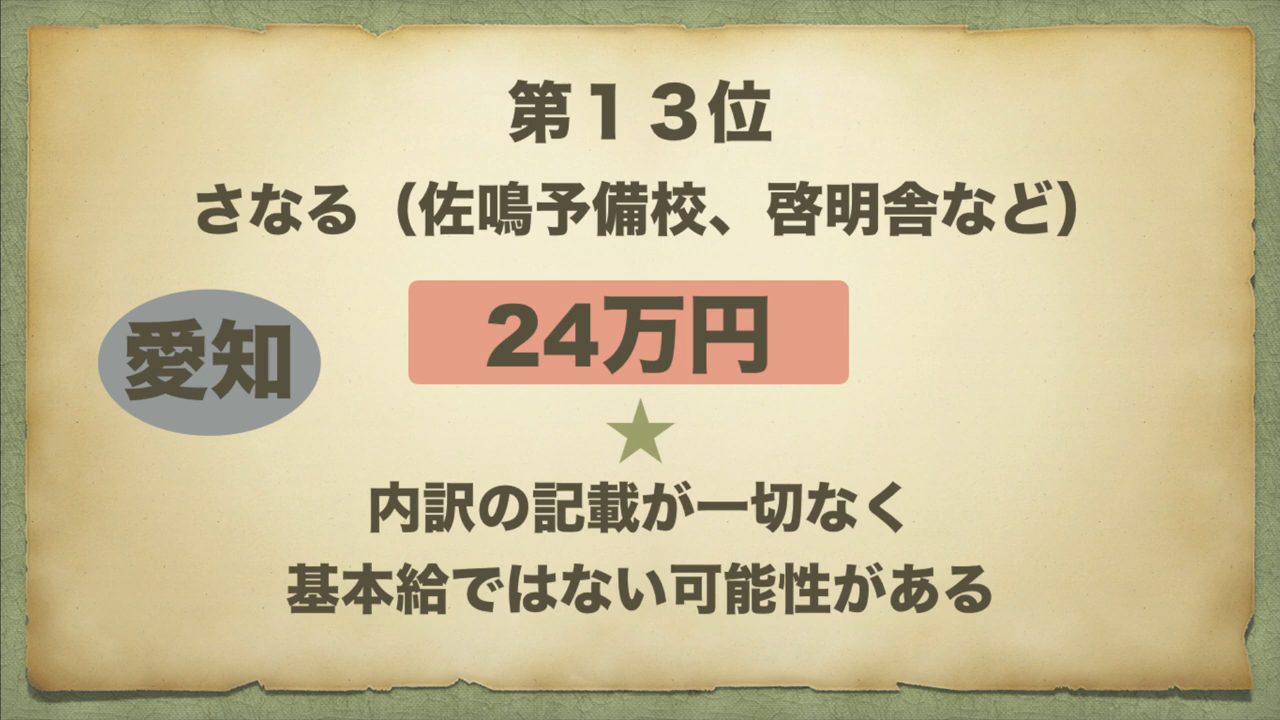 第１３位
さなる（佐鳴予備校、啓明舎など）
愛知
24万円
内訳の記載が一切なく
基本給ではない可能性がある